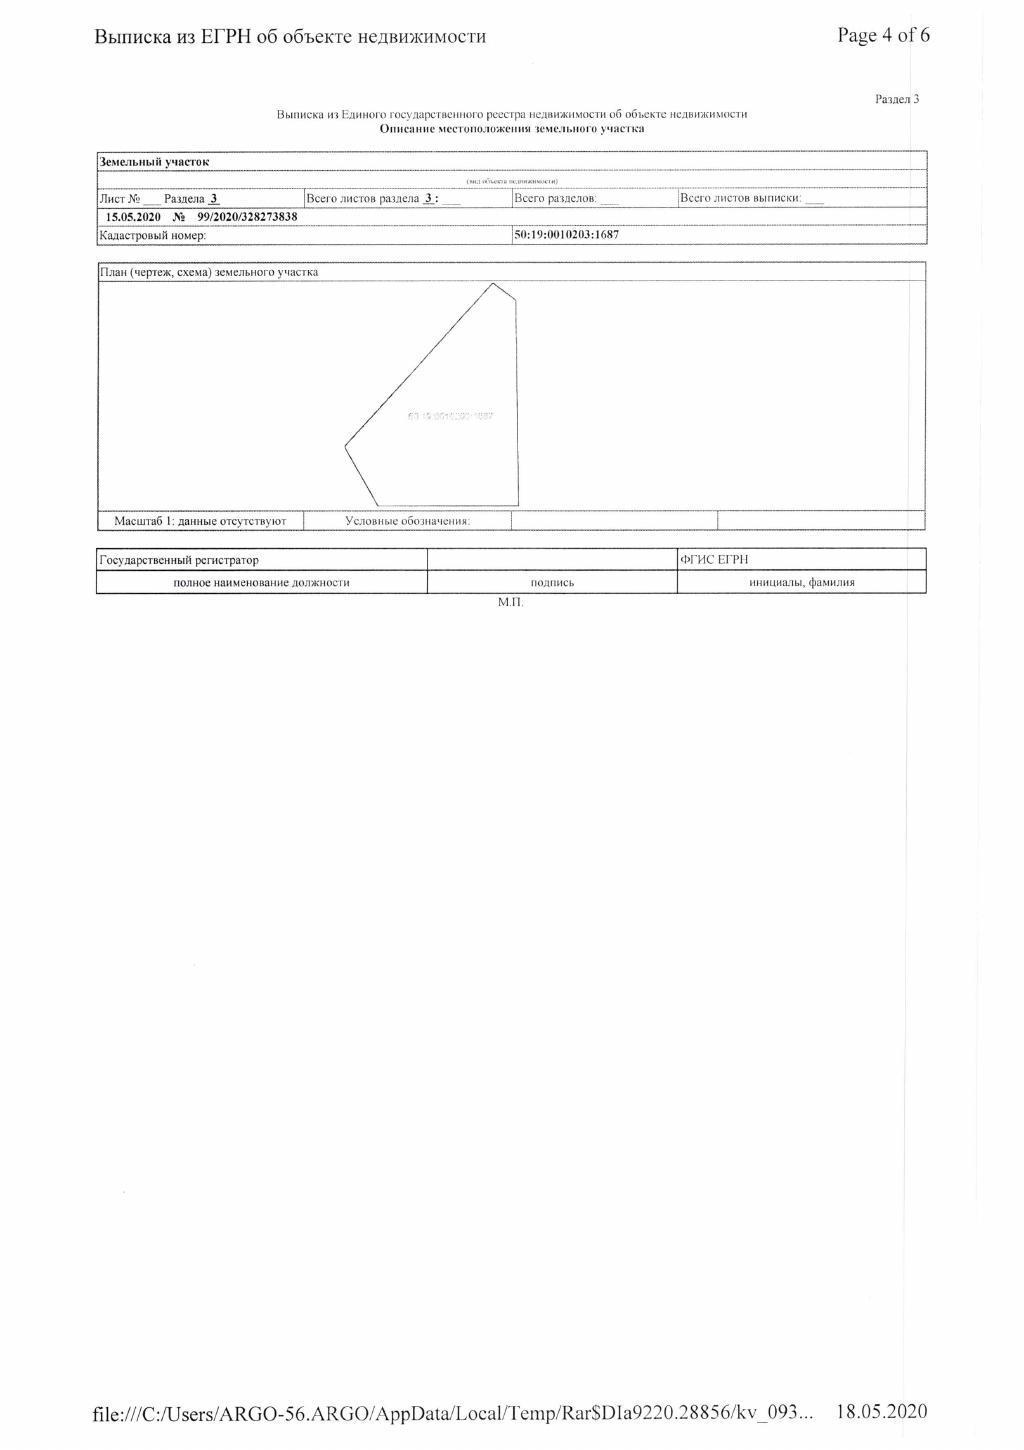 Выписка из ЕГРН об объекте недвижимости Page 4 of 6
Раздел 3
Выписка из Единого государственного реестра недвижимости об объекте недвижимости
Описание местоположения земельного участка
Земельный участок
(вид объекта недвижимости)
Лист № ___ Раздела 3 Всего листов раздела 3 : ___ Всего разделов: ___ Всего листов выписки: ___
15.05.2020 № 99/2020/328273838
Кадастровый номер: 50:19:0010203:1687
План (чертеж, схема) земельного участка
50:19:0010203:1687
Масштаб 1: данные отсутствуют Условные обозначения:
Государственный регистратор ФГИС ЕГРН
полное наименование должности подпись инициалы, фамилия
М.П.
file:///C:/Users/ARGO-56.ARGO/AppData/Local/Temp/Rar$DIa9220.28856/kv_093... 18.05.2020